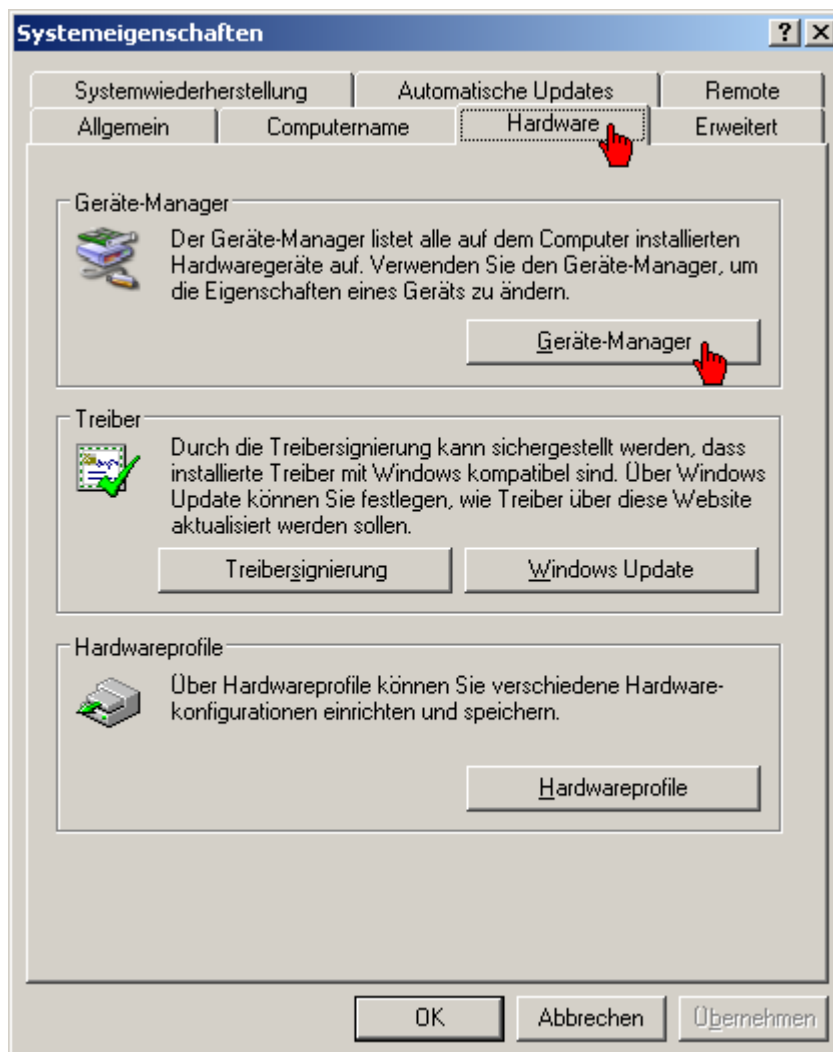 Systemeigenschaften
Systemwiederherstellung Automatische Updates Remote
Allgemein Computername Hardware Erweitert
Geräte-Manager
Der Geräte-Manager listet alle auf dem Computer installierten
Hardwaregeräte auf. Verwenden Sie den Geräte-Manager, um
die Eigenschaften eines Geräts zu ändern.
Geräte-Manager
Treiber
Durch die Treibersignierung kann sichergestellt werden, dass
installierte Treiber mit Windows kompatibel sind. Über Windows
Update können Sie festlegen, wie Treiber über diese Website
aktualisiert werden sollen.
Treibersignierung Windows Update
Hardwareprofile
Über Hardwareprofile können Sie verschiedene Hardware-
konfigurationen einrichten und speichern.
Hardwareprofile
OK Abbrechen Übernehmen